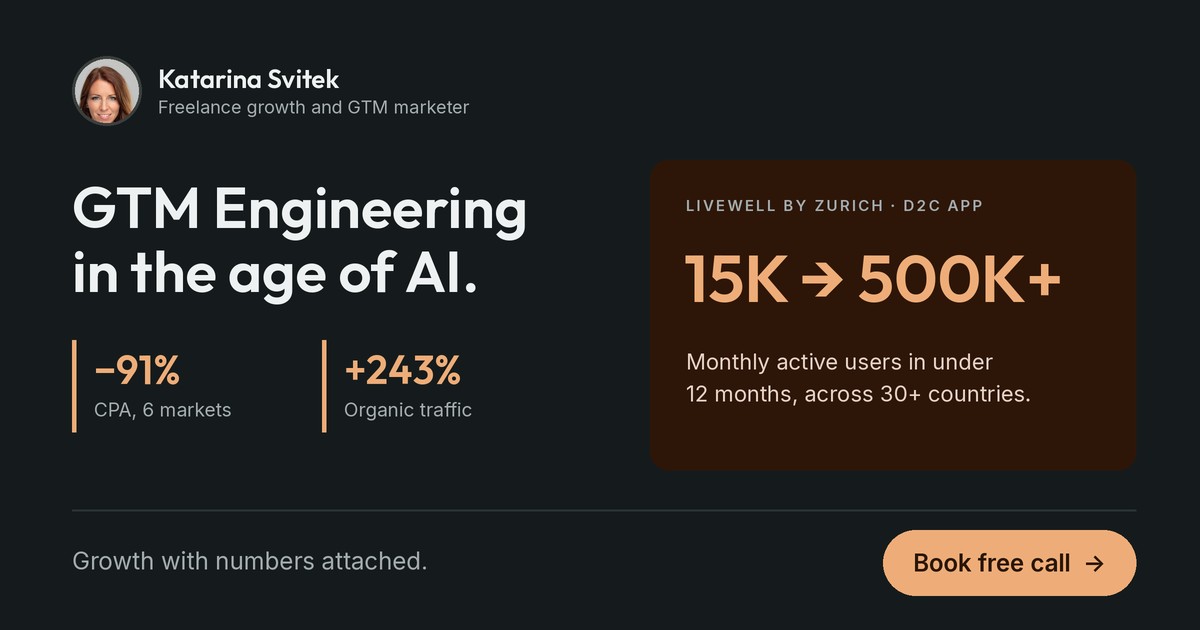 Katarina Svitek
Freelance growth and GTM marketer
GTM Engineering
in the age of AI.
−91%
CPA, 6 markets
+243%
Organic traffic
LIVEWELL BY ZURICH · D2C APP
15K → 500K+
Monthly active users in under
12 months, across 30+ countries.
Growth with numbers attached.
Book free call →